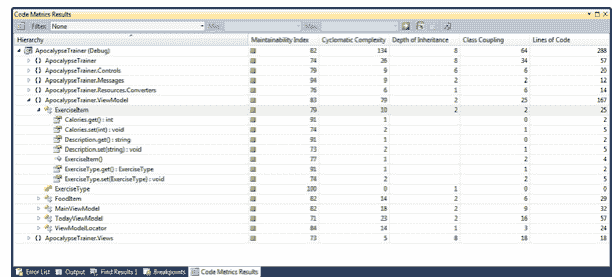 Code Metrics Results
Filter: None Min: Max:
Hierarchy Maintainability Index Cyclomatic Complexity Depth of Inheritance Class Coupling Lines of Code
ApocalypseTrainer (Debug) 82 134 8 64 288
{} ApocalypseTrainer 74 26 8 34 57
{} ApocalypseTrainer.Controls 79 9 6 6 20
{} ApocalypseTrainer.Messages 94 9 2 2 12
{} ApocalypseTrainer.Resources.Converters 76 6 1 6 14
{} ApocalypseTrainer.ViewModel 83 79 2 25 167
ExerciseItem 79 10 2 2 25
Calories.get() : int 91 1 0 2
Calories.set(int) : void 74 2 1 5
Description.get() : string 91 1 0 2
Description.set(string) : void 73 2 1 5
ExerciseItem() 77 1 2 4
ExerciseType.get() : ExerciseType 91 1 1 2
ExerciseType.set(ExerciseType) : void 74 2 2 5
ExerciseType 100 0 1 0 0
FoodItem 82 14 2 6 29
MainViewModel 82 18 2 9 32
TodayViewModel 71 23 2 16 57
ViewModelLocator 84 14 1 3 24
{} ApocalypseTrainer.Views 73 5 8 18 18
Error List Output Find Results 1 Breakpoints Code Metrics Results